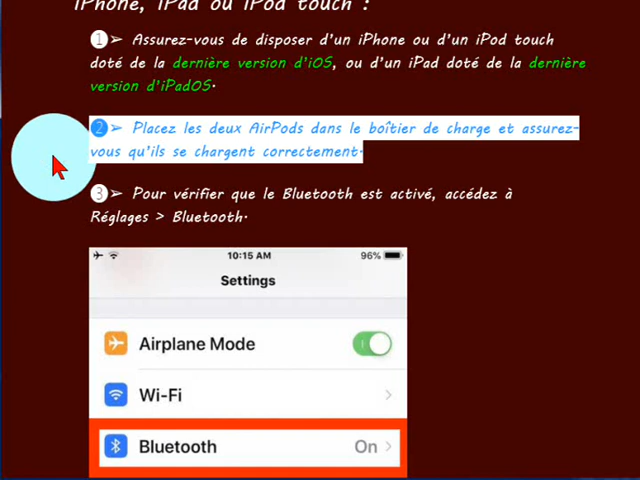 iPhone, iPad ou iPod touch :
❶➢ Assurez-vous de disposer d'un iPhone ou d'un iPod touch
doté de la dernière version d'iOS, ou d'un iPad doté de la dernière
version d'iPadOS.
❷➢ Placez les deux AirPods dans le boîtier de charge et assurez-
vous qu'ils se chargent correctement.
❸➢ Pour vérifier que le Bluetooth est activé, accédez à
Réglages > Bluetooth.
10:15 AM 96%
Settings
Airplane Mode
Wi-Fi
Bluetooth On